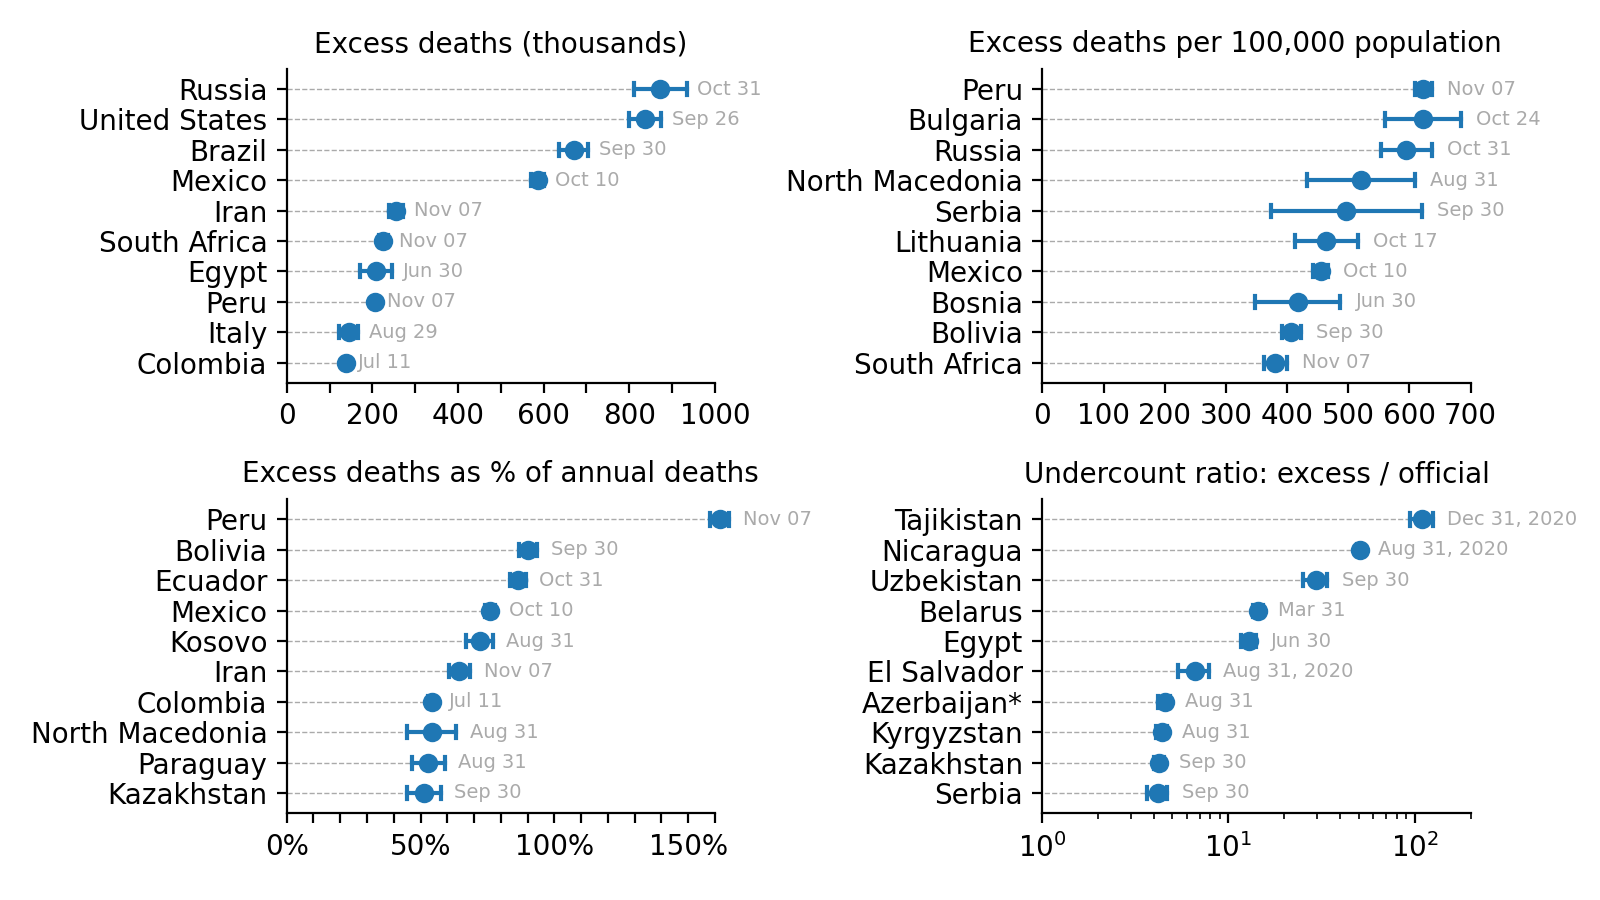 Excess deaths (thousands)
Russia Oct 31
United States Sep 26
Brazil Sep 30
Mexico Oct 10
Iran Nov 07
South Africa Nov 07
Egypt Jun 30
Peru Nov 07
Italy Aug 29
Colombia Jul 11
0 200 400 600 800 1000
Excess deaths per 100,000 population
Peru Nov 07
Bulgaria Oct 24
Russia Oct 31
North Macedonia Aug 31
Serbia Sep 30
Lithuania Oct 17
Mexico Oct 10
Bosnia Jun 30
Bolivia Sep 30
South Africa Nov 07
0 100 200 300 400 500 600 700
Excess deaths as % of annual deaths
Peru Nov 07
Bolivia Sep 30
Ecuador Oct 31
Mexico Oct 10
Kosovo Aug 31
Iran Nov 07
Colombia Jul 11
North Macedonia Aug 31
Paraguay Aug 31
Kazakhstan Sep 30
0% 50% 100% 150%
Undercount ratio: excess / official
Tajikistan Dec 31, 2020
Nicaragua Aug 31, 2020
Uzbekistan Sep 30
Belarus Mar 31
Egypt Jun 30
El Salvador Aug 31, 2020
Azerbaijan* Aug 31
Kyrgyzstan Aug 31
Kazakhstan Sep 30
Serbia Sep 30
10⁰ 10¹ 10²